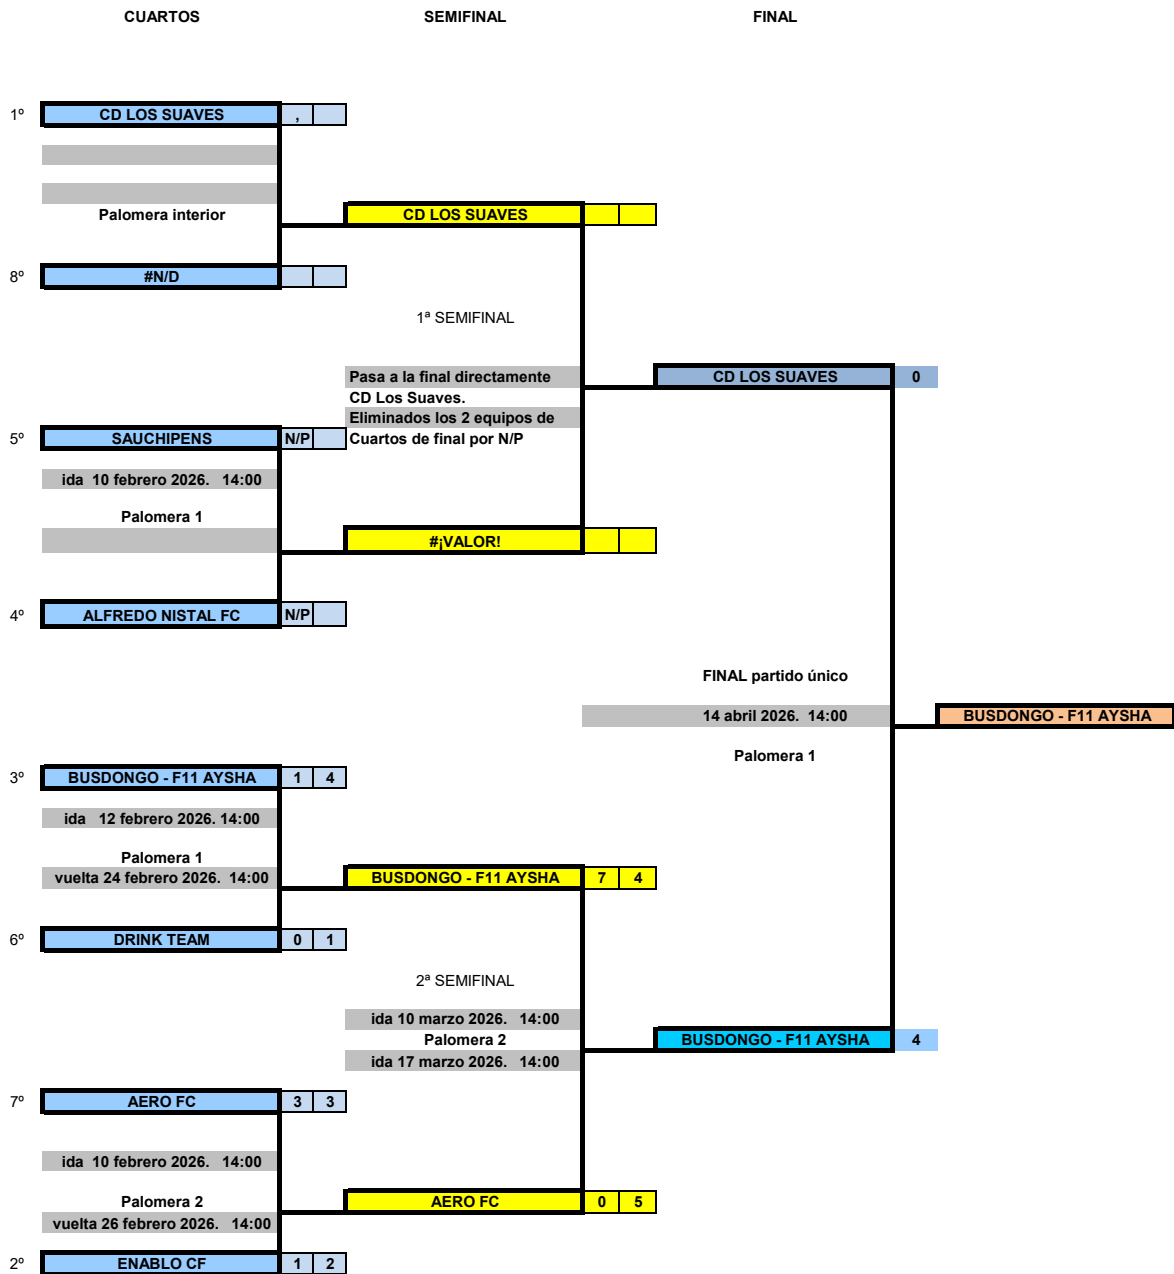 CUARTOS SEMIFINAL FINAL
1º CD LOS SUAVES ,
Palomera interior CD LOS SUAVES
8º #N/D
1ª SEMIFINAL
Pasa a la final directamente CD LOS SUAVES 0
CD Los Suaves.
Eliminados los 2 equipos de
5º SAUCHIPENS N/P Cuartos de final por N/P
ida 10 febrero 2026. 14:00
Palomera 1
#¡VALOR!
4º ALFREDO NISTAL FC N/P
FINAL partido único
14 abril 2026. 14:00 BUSDONGO - F11 AYSHA
Palomera 1
3º BUSDONGO - F11 AYSHA 1 4
ida 12 febrero 2026. 14:00
Palomera 1
vuelta 24 febrero 2026. 14:00 BUSDONGO - F11 AYSHA 7 4
6º DRINK TEAM 0 1
2ª SEMIFINAL
ida 10 marzo 2026. 14:00
Palomera 2 BUSDONGO - F11 AYSHA 4
ida 17 marzo 2026. 14:00
7º AERO FC 3 3
ida 10 febrero 2026. 14:00
Palomera 2 AERO FC 0 5
vuelta 26 febrero 2026. 14:00
2º ENABLO CF 1 2